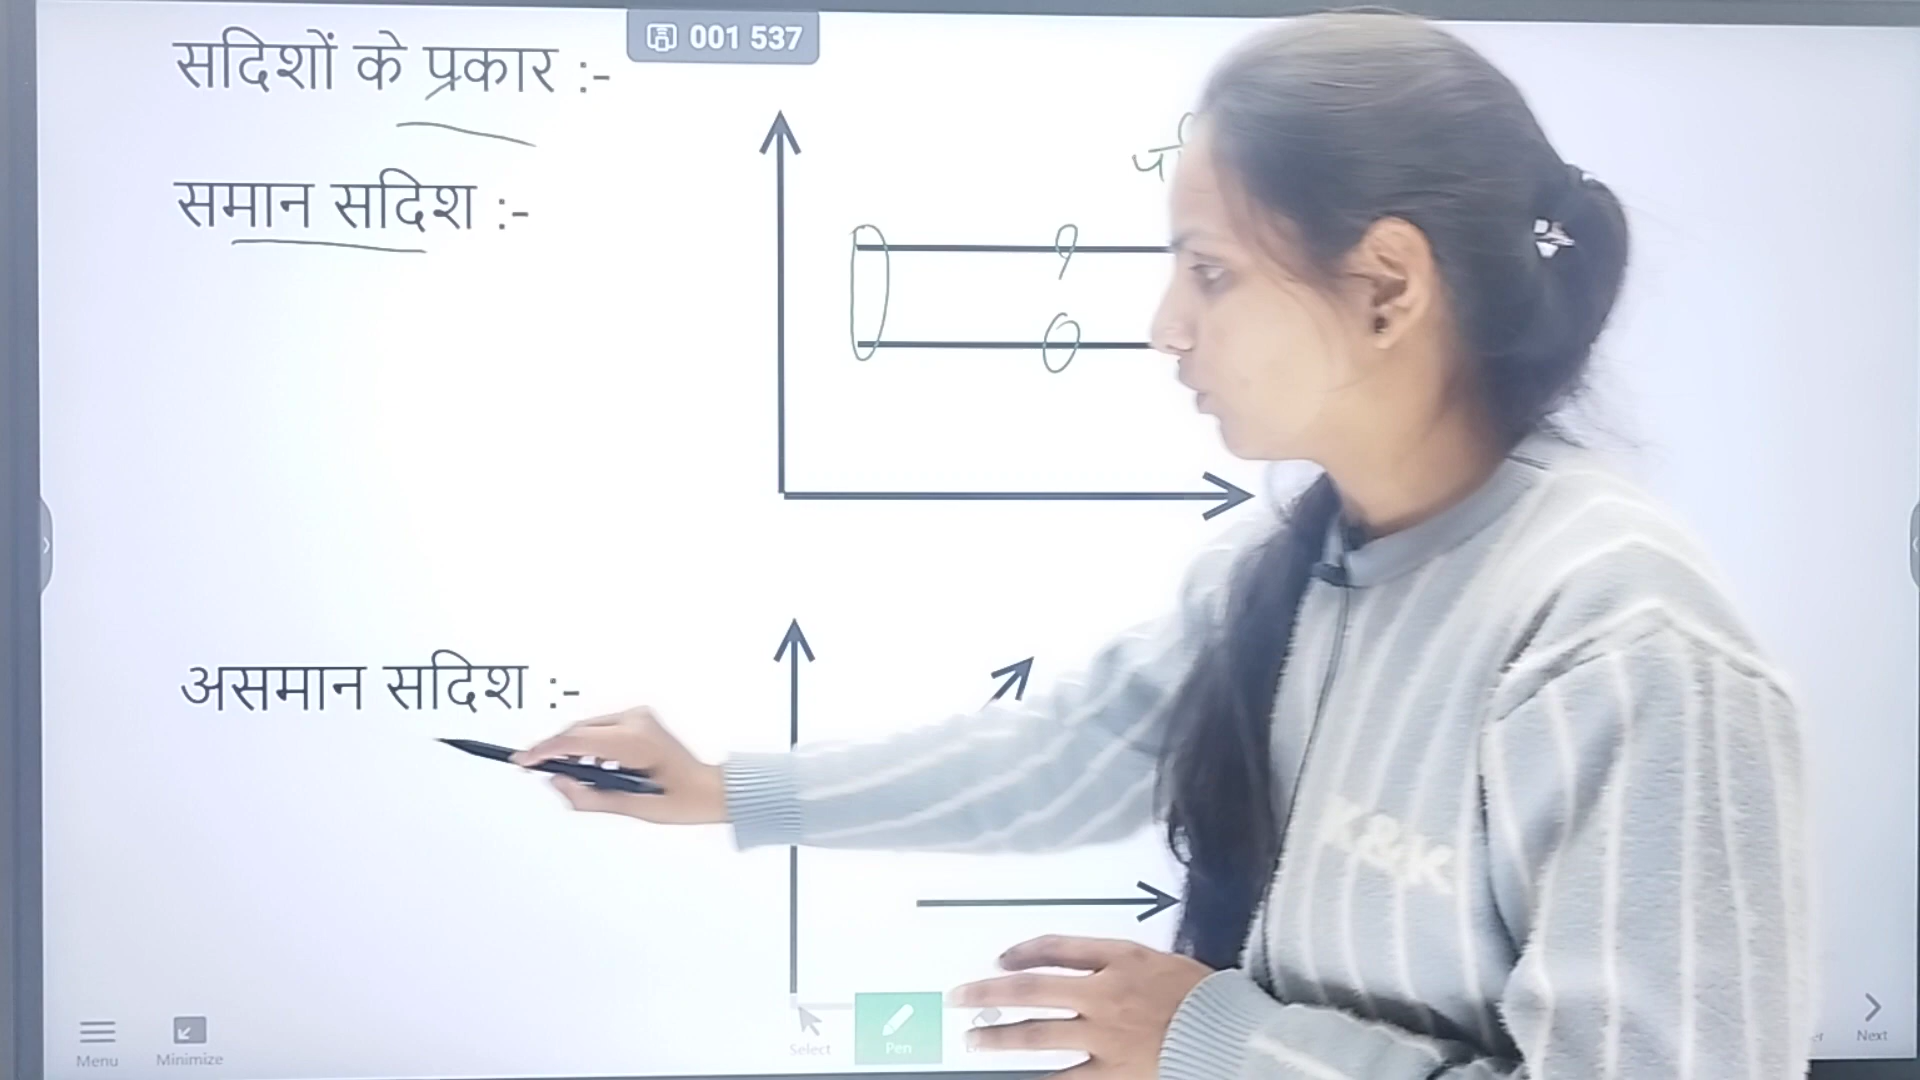 सदिशों के प्रकार :-
001 537
समान सदिश :-
असमान सदिश :-
K&K
Menu
Minimize
Select
Pen
Next